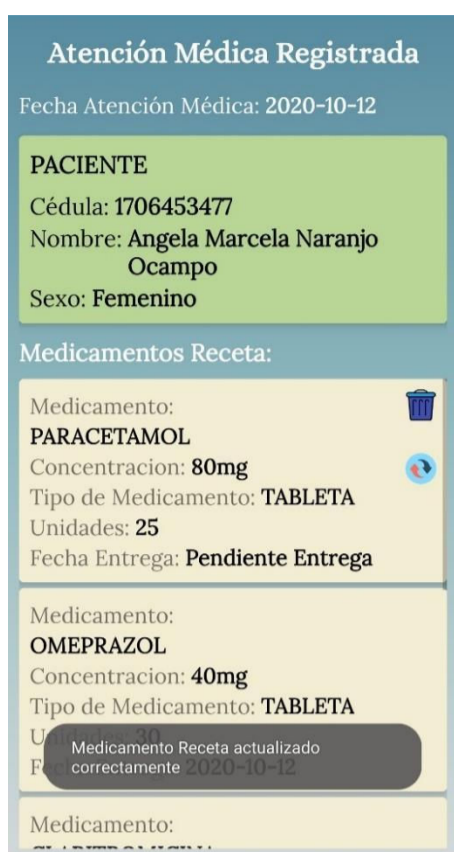 Atención Médica Registrada
Fecha Atención Médica: 2020-10-12
PACIENTE
Cédula: 1706453477
Nombre: Angela Marcela Naranjo
Ocampo
Sexo: Femenino
Medicamentos Receta:
Medicamento:
PARACETAMOL
Concentracion: 80mg
Tipo de Medicamento: TABLETA
Unidades: 25
Fecha Entrega: Pendiente Entrega
Medicamento:
OMEPRAZOL
Concentracion: 40mg
Tipo de Medicamento: TABLETA
Unidades: 30
Medicamento Receta actualizado
correctamente
2020-10-12
Medicamento: